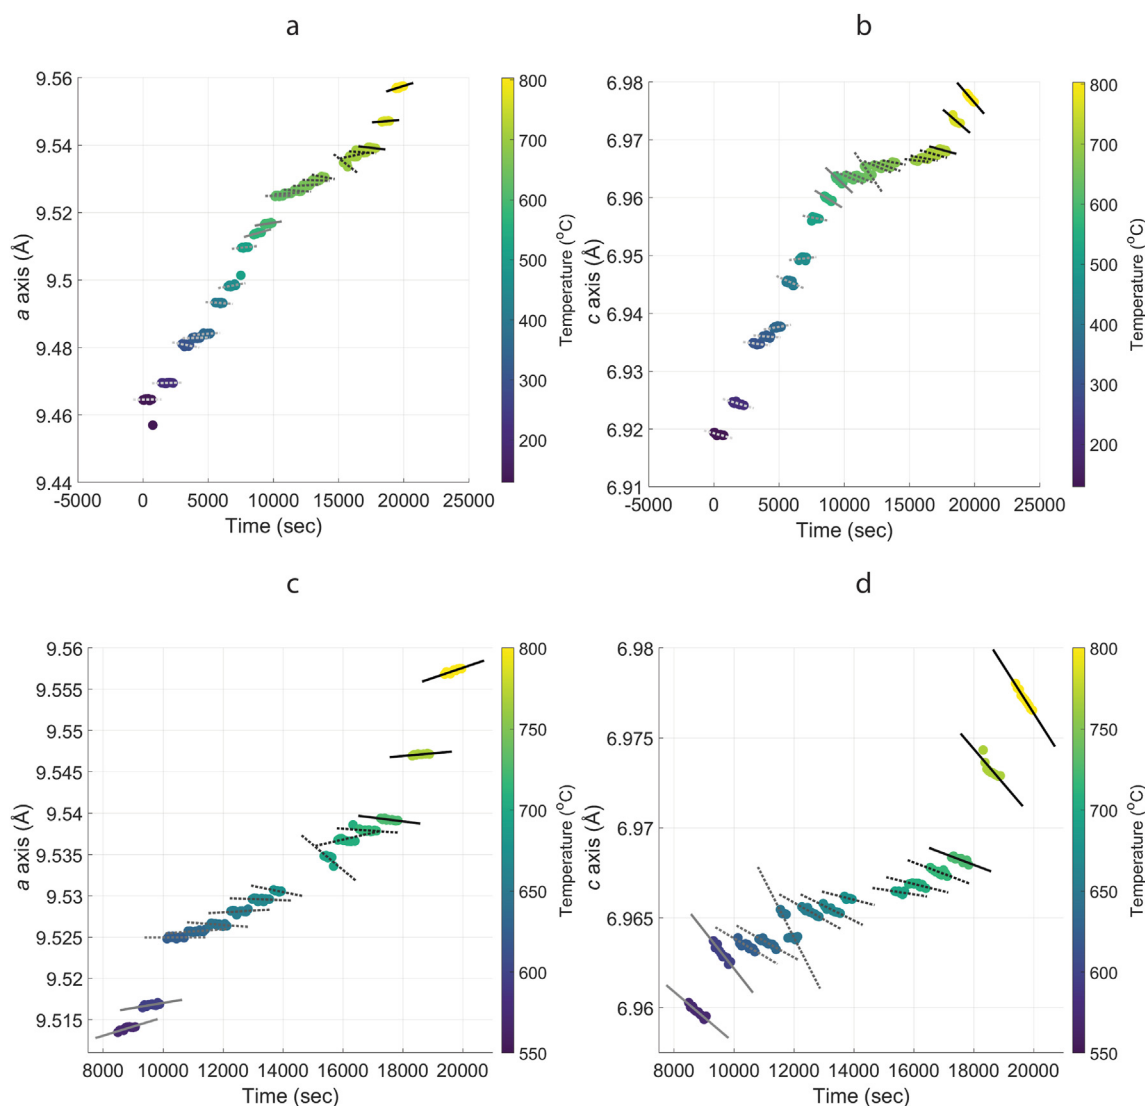 a
9.56
9.54
9.52
9.5
9.48
9.46
9.44
-5000 0 5000 10000 15000 20000 25000
Time (sec)
a axis (Å)
800
700
600
500
400
300
200
Temperature (°C)
b
6.98
6.97
6.96
6.95
6.94
6.93
6.92
6.91
-5000 0 5000 10000 15000 20000 25000
Time (sec)
c axis (Å)
800
700
600
500
400
300
200
Temperature (°C)
c
9.56
9.555
9.55
9.545
9.54
9.535
9.53
9.525
9.52
9.515
8000 10000 12000 14000 16000 18000 20000
Time (sec)
a axis (Å)
800
750
700
650
600
550
Temperature (°C)
d
6.98
6.975
6.97
6.965
6.96
8000 10000 12000 14000 16000 18000 20000
Time (sec)
c axis (Å)
800
750
700
650
600
550
Temperature (°C)